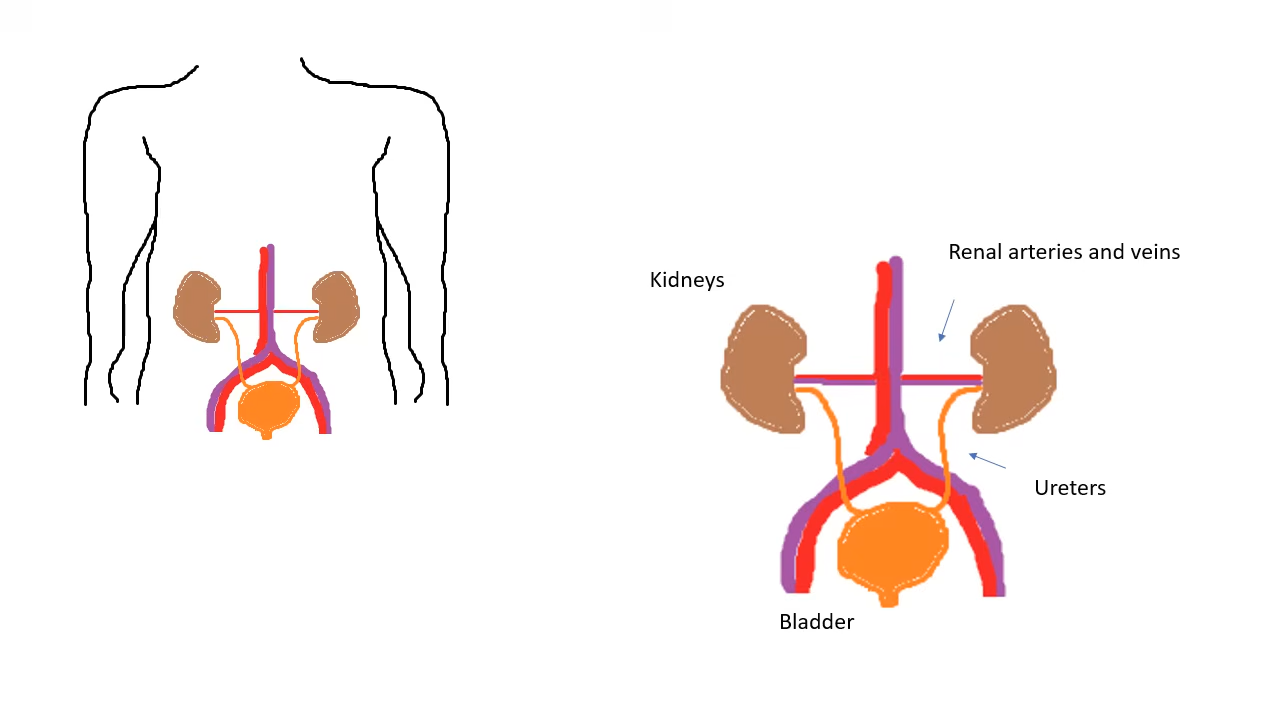 Renal arteries and veins
Kidneys
Ureters
Bladder